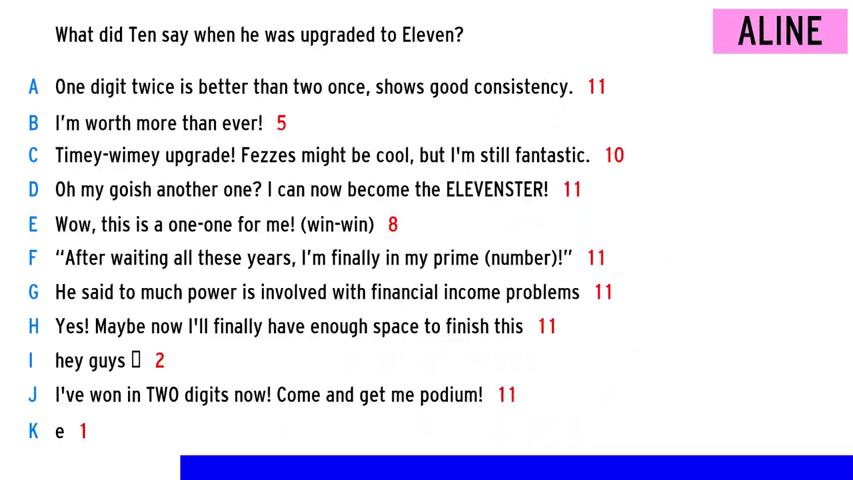 What did Ten say when he was upgraded to Eleven?
ALINE
A One digit twice is better than two once, shows good consistency. 11
B I'm worth more than ever! 5
C Timey-wimey upgrade! Fezzes might be cool, but I'm still fantastic. 10
D Oh my goish another one? I can now become the ELEVENSTER! 11
E Wow, this is a one-one for me! (win-win) 8
F “After waiting all these years, I'm finally in my prime (number)!” 11
G He said to much power is involved with financial income problems 11
H Yes! Maybe now I'll finally have enough space to finish this 11
I hey guys 2
J I've won in TWO digits now! Come and get me podium! 11
K e 1